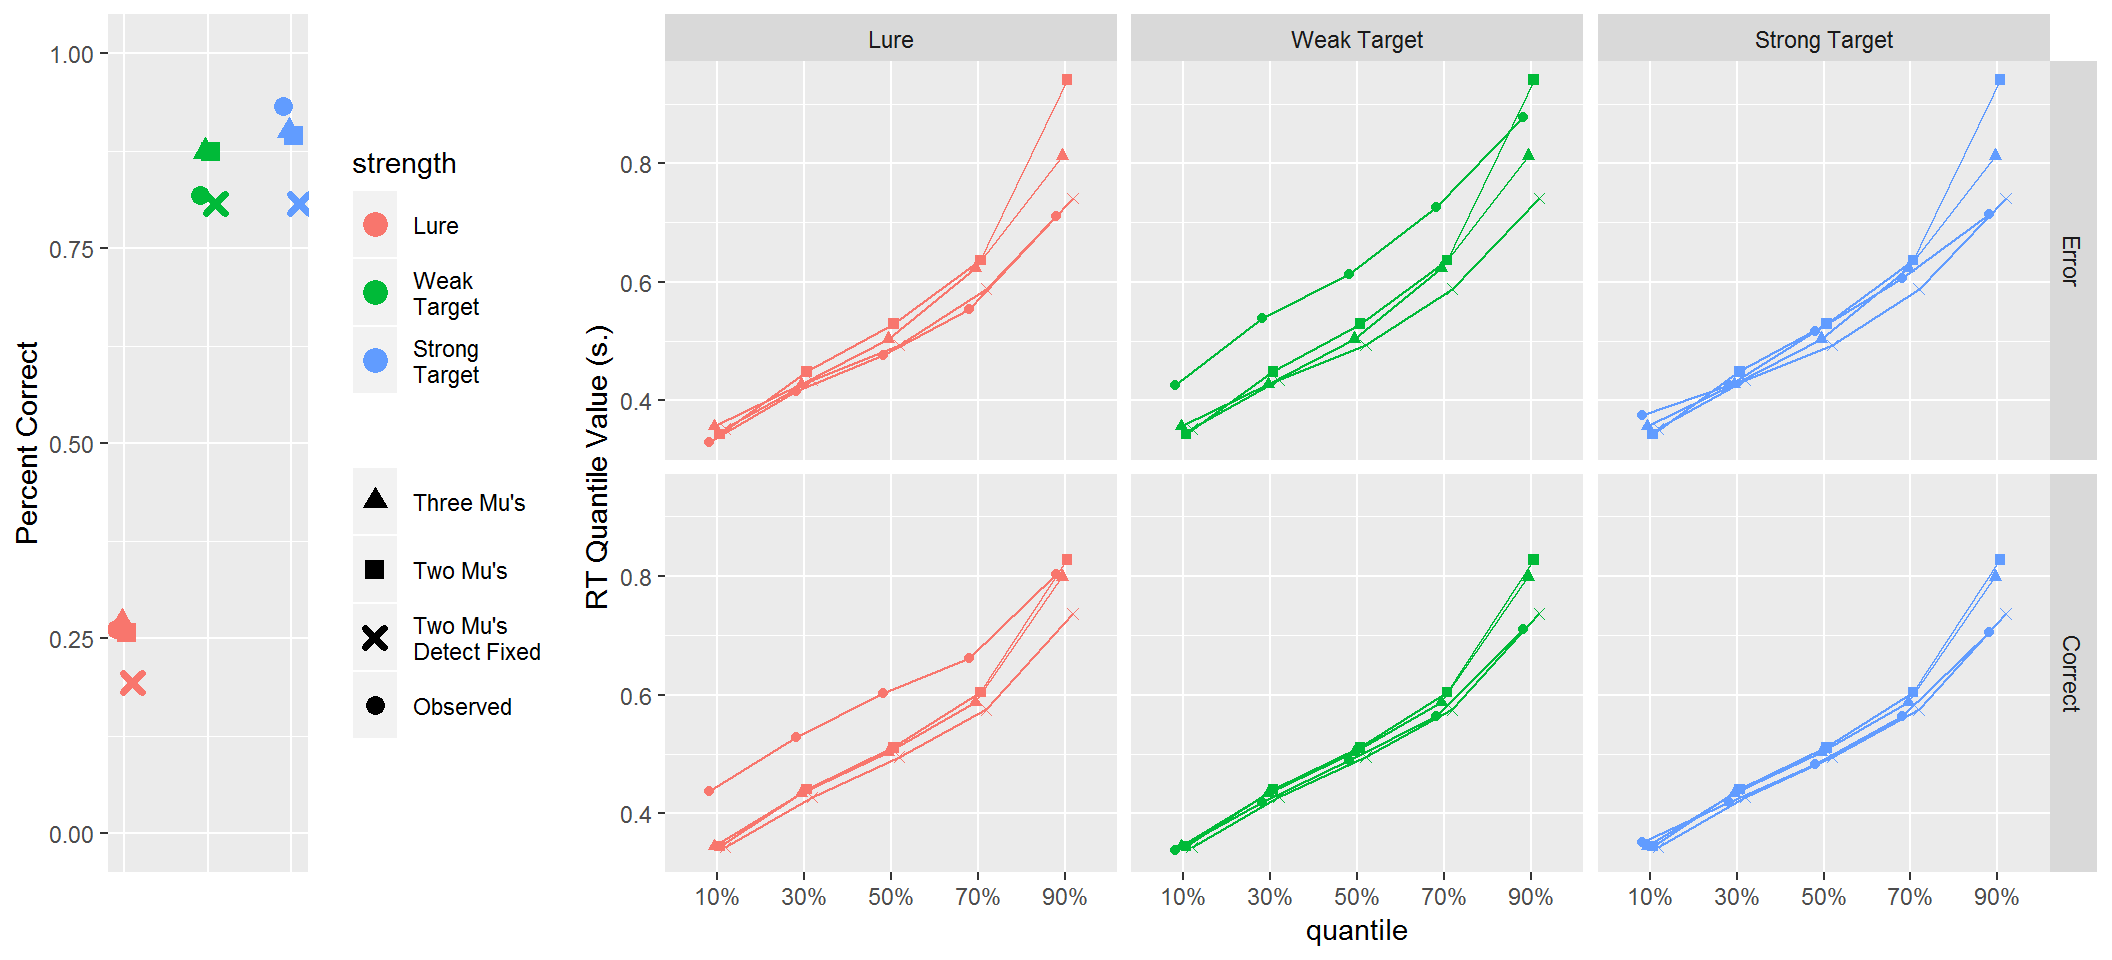 Percent Correct
1.00
0.75
0.50
0.25
0.00
strength
Lure
Weak
Target
Strong
Target
Three Mu's
Two Mu's
Two Mu's
Detect Fixed
Observed
RT Quantile Value (s.)
Lure
Weak Target
Strong Target
0.8
0.6
0.4
Error
0.8
0.6
0.4
Correct
10% 30% 50% 70% 90%
10% 30% 50% 70% 90%
10% 30% 50% 70% 90%
quantile